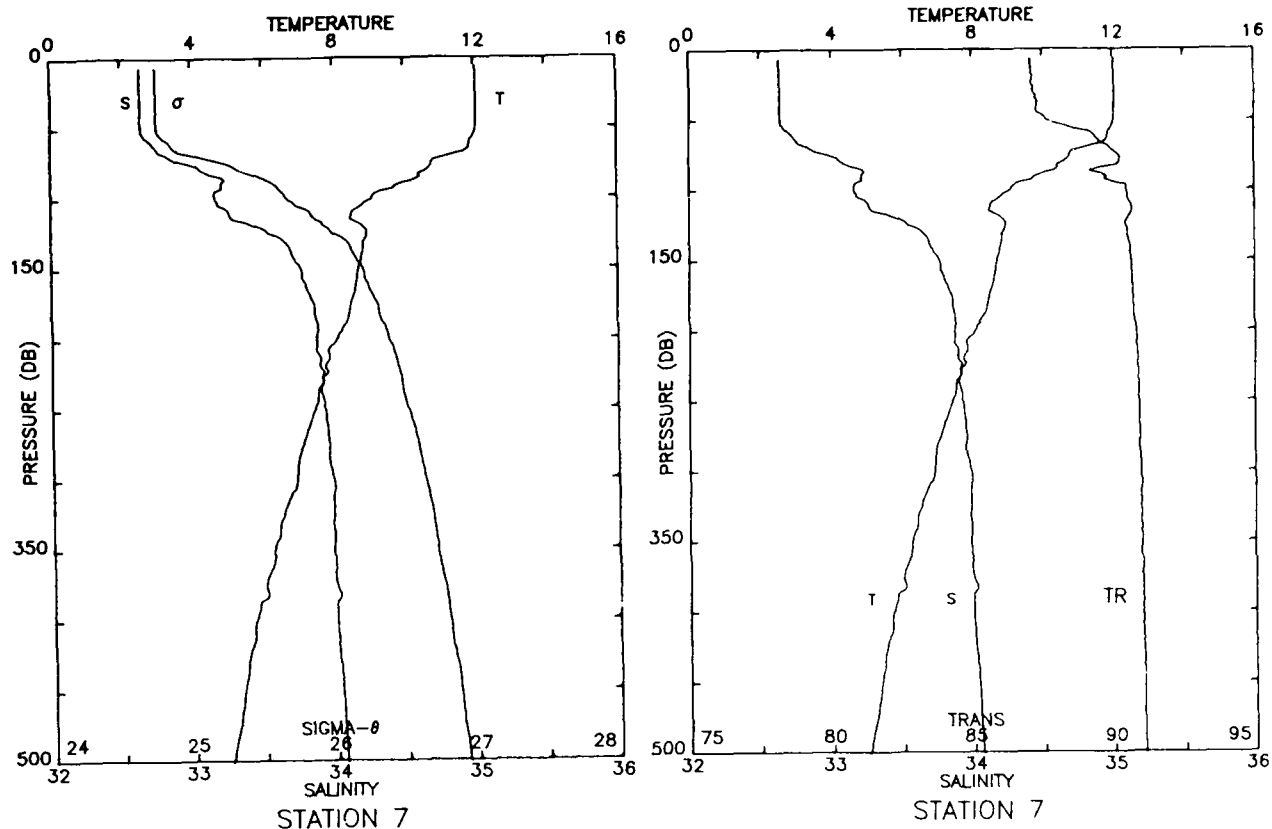 TEMPERATURE
0 4 8 12 16
0
S σ T
150
PRESSURE (DB)
350
500
SIGMA-θ
24 25 26 27 28
32 33 34 35 36
SALINITY
STATION 7
TEMPERATURE
0 4 8 12 16
0
150
PRESSURE (DB)
350
T S TR
500
TRANS
75 80 85 90 95
32 33 34 35 36
SALINITY
STATION 7